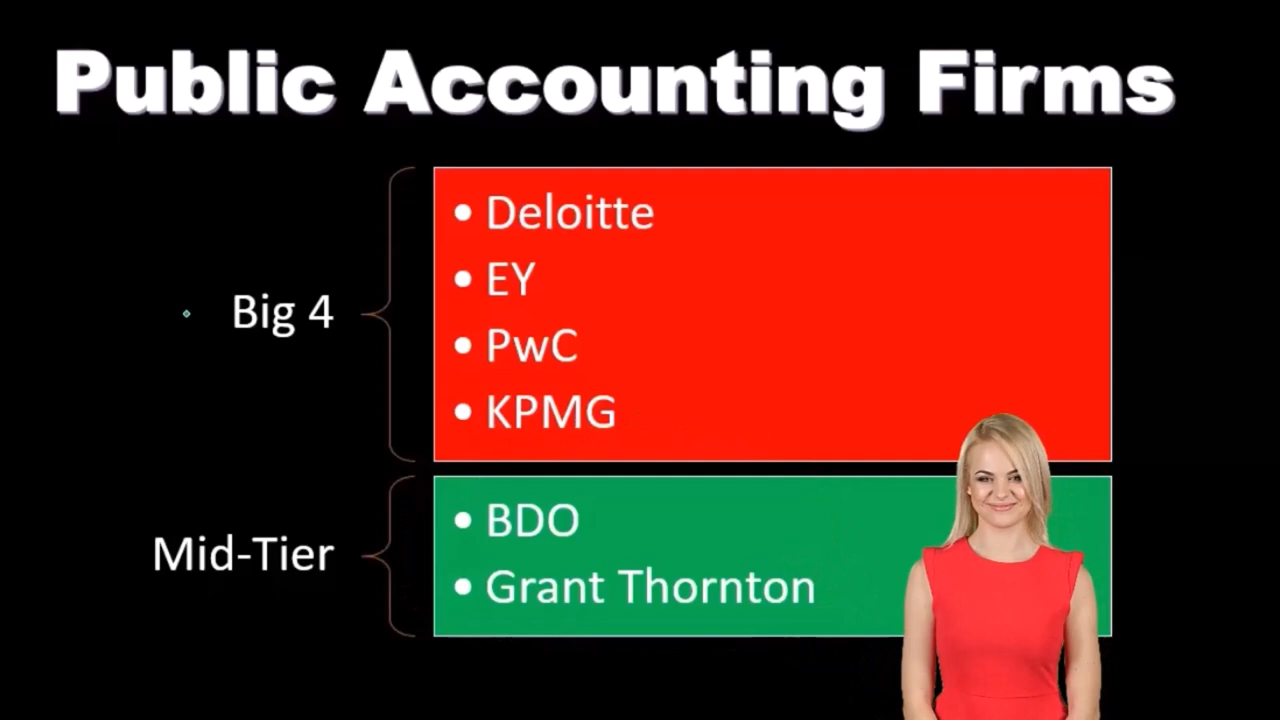 Public Accounting Firms
Big 4
• Deloitte
• EY
• PwC
• KPMG
Mid-Tier
• BDO
• Grant Thornton